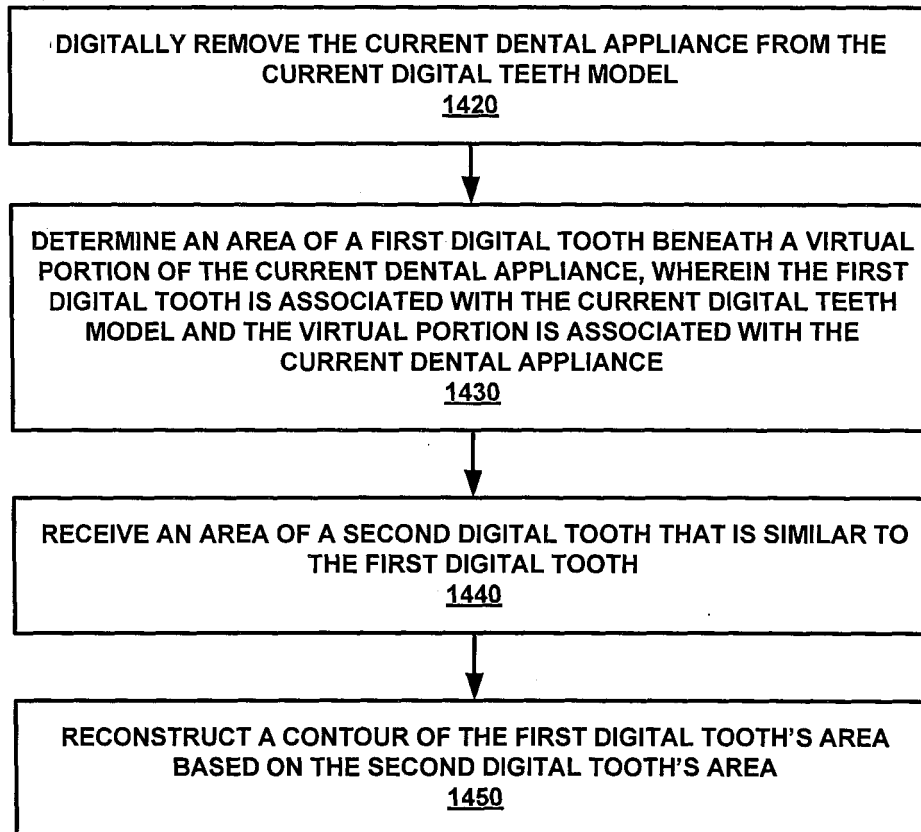 DIGITALLY REMOVE THE CURRENT DENTAL APPLIANCE FROM THE
CURRENT DIGITAL TEETH MODEL
1420
DETERMINE AN AREA OF A FIRST DIGITAL TOOTH BENEATH A VIRTUAL
PORTION OF THE CURRENT DENTAL APPLIANCE, WHEREIN THE FIRST
DIGITAL TOOTH IS ASSOCIATED WITH THE CURRENT DIGITAL TEETH
MODEL AND THE VIRTUAL PORTION IS ASSOCIATED WITH THE
CURRENT DENTAL APPLIANCE
1430
RECEIVE AN AREA OF A SECOND DIGITAL TOOTH THAT IS SIMILAR TO
THE FIRST DIGITAL TOOTH
1440
RECONSTRUCT A CONTOUR OF THE FIRST DIGITAL TOOTH'S AREA
BASED ON THE SECOND DIGITAL TOOTH'S AREA
1450